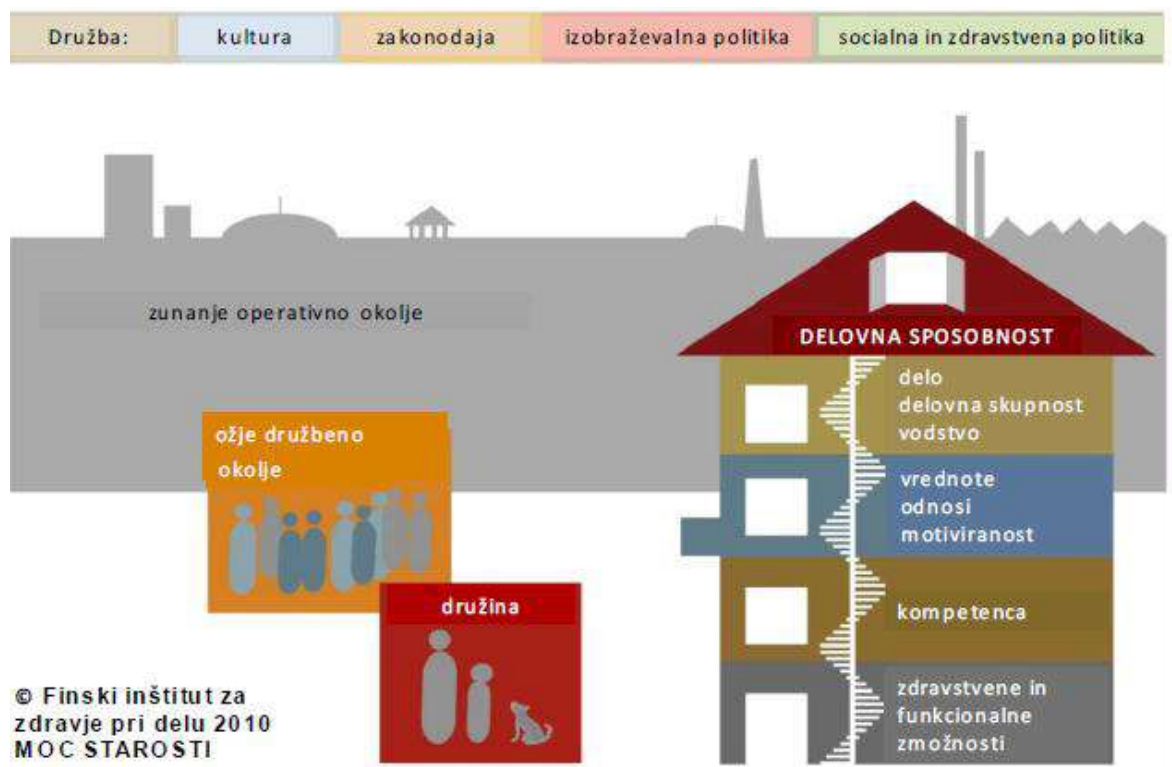 Družba: kultura zakonodaja izobraževalna politika socialna in zdravstvena politika
zunanje operativno okolje
DELOVNA SPOSOBNOST
delo
delovna skupnost
vodstvo
ožje družbeno
okolje
vrednote
odnosi
motiviranost
družina
kompetenca
zdravstvene in
funkcionalne
zmožnosti
© Finski inštitut za
zdravje pri delu 2010
MOC STAROSTI